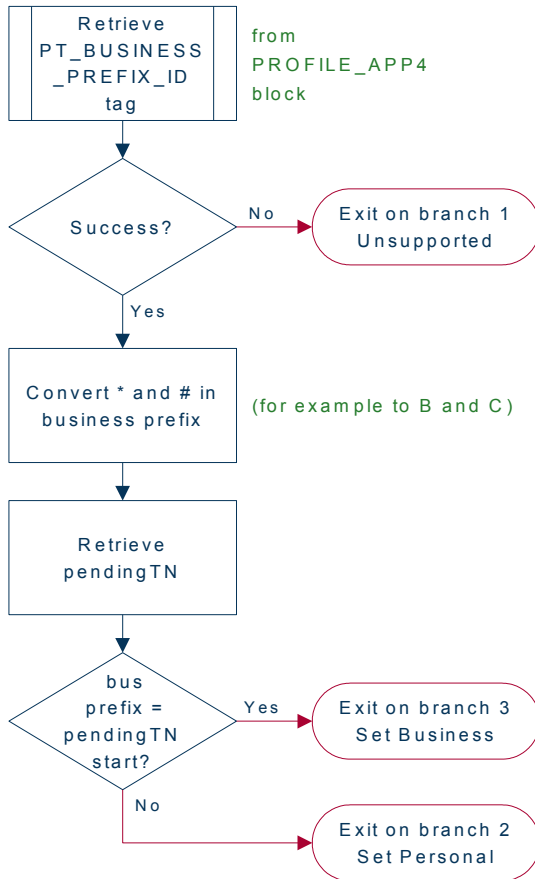 Retrieve
PT_BUSINESS
_PREFIX_ID
tag
from
PROFILE_APP4
block
Success?
No
Exit on branch 1
Unsupported
Yes
Convert * and # in
business prefix
(for example to B and C)
Retrieve
pendingTN
bus
prefix =
pendingTN
start?
Yes
Exit on branch 3
Set Business
No
Exit on branch 2
Set Personal